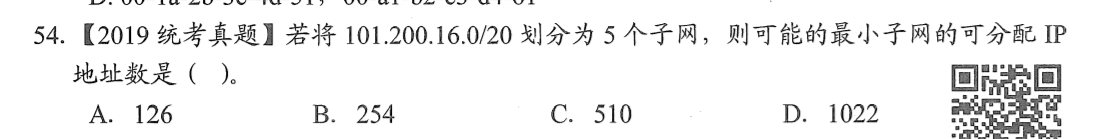 54. 【2019 统考真题】若将 101.200.16.0/20 划分为 5 个子网，则可能的最小子网的可分配 IP
地址数是（ ）。
A. 126 B. 254 C. 510 D. 1022